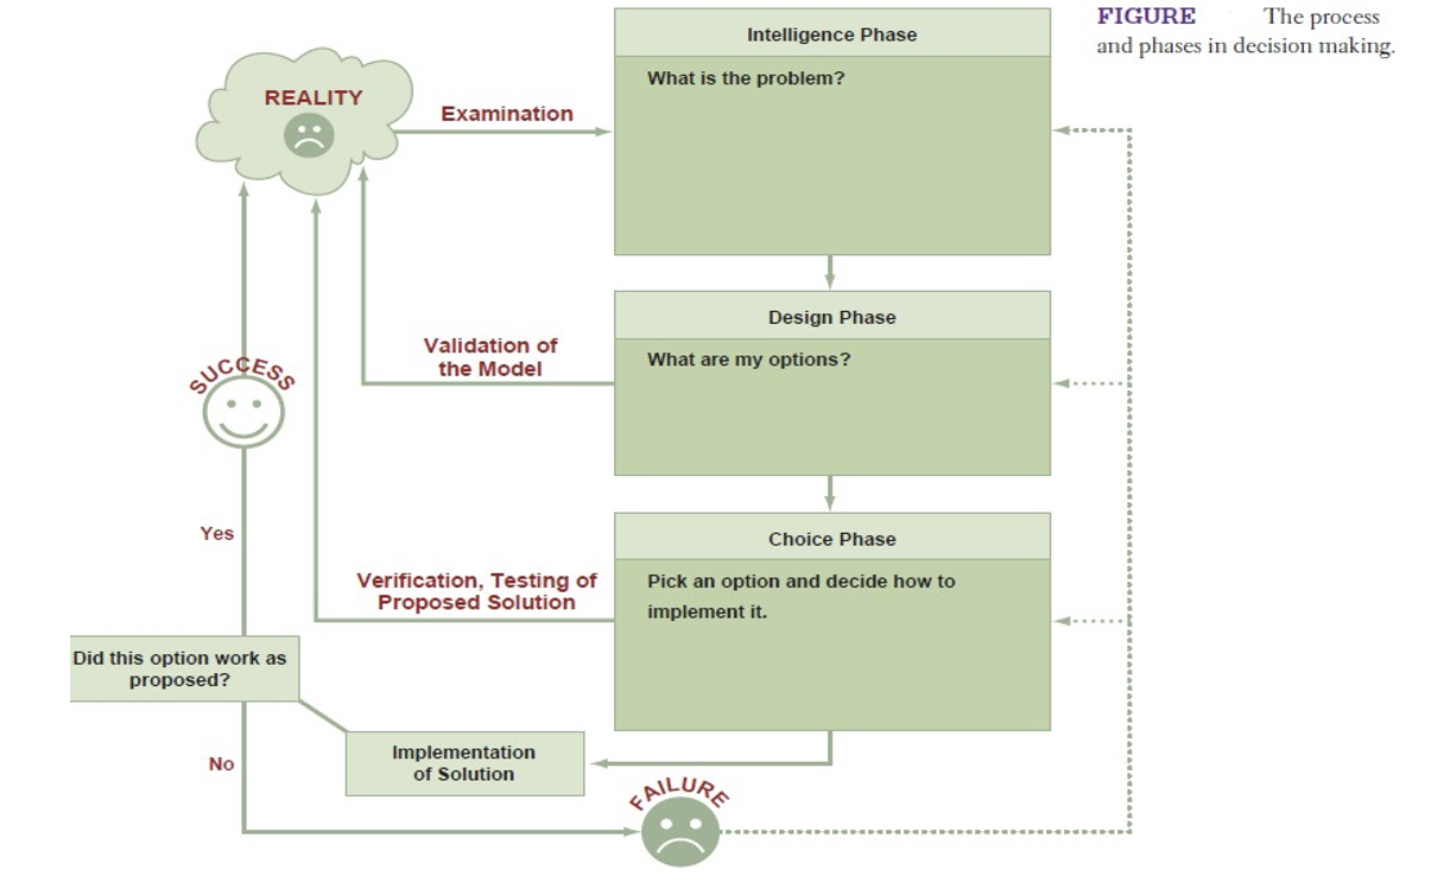 FIGURE The process
and phases in decision making.
Intelligence Phase
What is the problem?
REALITY
Examination
Design Phase
What are my options?
Validation of
the Model
SUCCESS
Choice Phase
Pick an option and decide how to
implement it.
Yes
Verification, Testing of
Proposed Solution
Did this option work as
proposed?
Implementation
of Solution
No
FAILURE